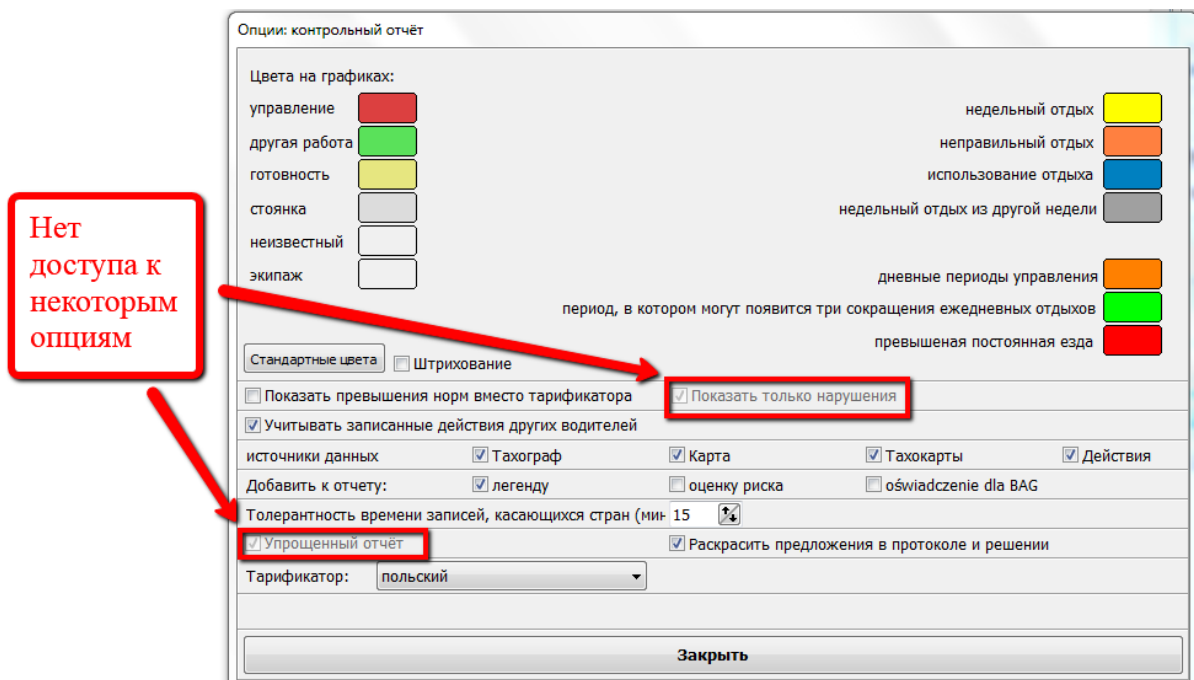 Опции: контрольный отчёт
Цвета на графиках:
управление
недельный отдых
другая работа
неправильный отдых
готовность
использование отдыха
стоянка
недельный отдых из другой недели
неизвестный
экипаж
дневные периоды управления
период, в котором могут появится три сокращения ежедневных отдыхов
превышеная постоянная езда
Стандартные цвета
Штрихование
Нет
доступа к
некоторым
опциям
Показать превышения норм вместо тарификатора
Показать только нарушения
Учитывать записанные действия других водителей
источники данных
Тахограф
Карта
Тахокарты
Действия
Добавить к отчету:
легенду
оценку риска
oświadczenie dla BAG
Толерантность времени записей, касающихся стран (мин
15
Упрощенный отчёт
Раскрасить предложения в протоколе и решении
Тарификатор:
польский
Закрыть